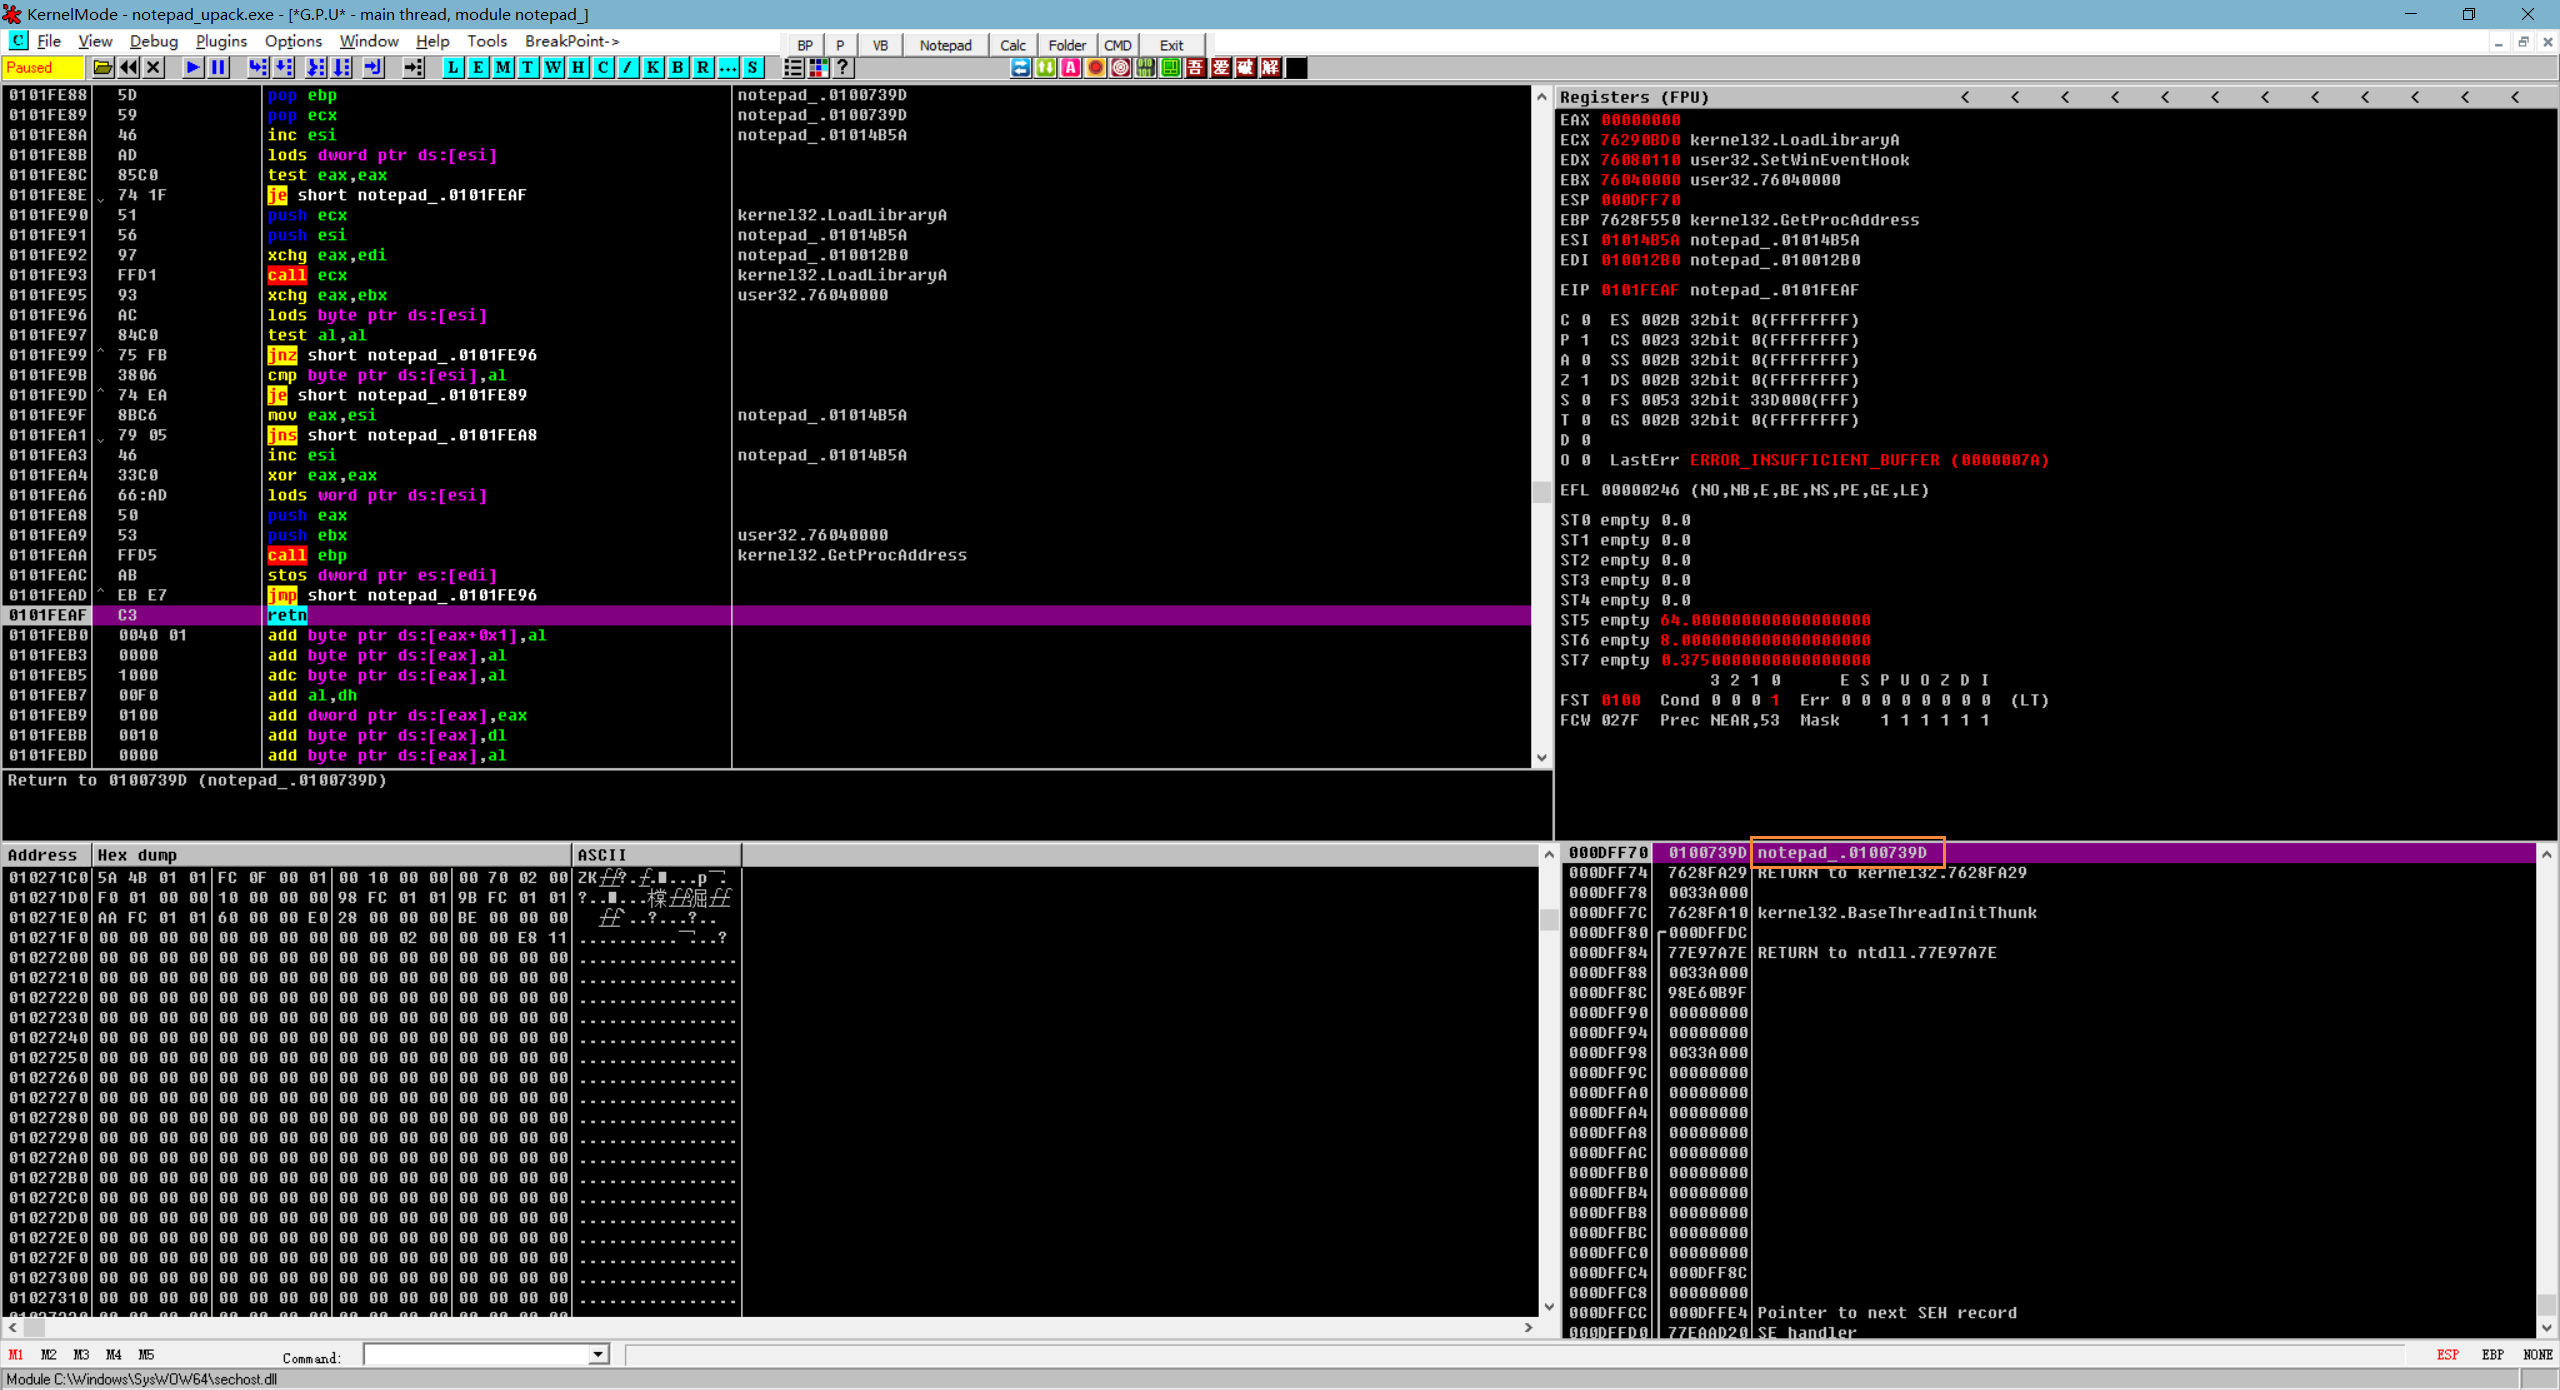 KernelMode - notepad_upack.exe - [*G.P.U* - main thread, module notepad_]
C File View Debug Plugins Options Window Help Tools BreakPoint->
BP P VB Notepad Calc Folder CMD Exit
Paused L E M T W H C / K B R ... S ? A 吾 爱 破 解
0101FE88 5D pop ebp notepad_.0100739D
0101FE89 59 pop ecx notepad_.0100739D
0101FE8A 46 inc esi notepad_.01014B5A
0101FE8B AD lods dword ptr ds:[esi]
0101FE8C 85C0 test eax,eax
0101FE8E 74 1F je short notepad_.0101FEAF
0101FE90 51 push ecx kernel32.LoadLibraryA
0101FE91 56 push esi notepad_.01014B5A
0101FE92 97 xchg eax,edi notepad_.010012B0
0101FE93 FFD1 call ecx kernel32.LoadLibraryA
0101FE95 93 xchg eax,ebx user32.76040000
0101FE96 AC lods byte ptr ds:[esi]
0101FE97 84C0 test al,al
0101FE99 ^ 75 FB jnz short notepad_.0101FE96
0101FE9B 3806 cmp byte ptr ds:[esi],al
0101FE9D ^ 74 EA je short notepad_.0101FE89
0101FE9F 8BC6 mov eax,esi notepad_.01014B5A
0101FEA1 79 05 jns short notepad_.0101FEA8
0101FEA3 46 inc esi notepad_.01014B5A
0101FEA4 33C0 xor eax,eax
0101FEA6 66:AD lods word ptr ds:[esi]
0101FEA8 50 push eax
0101FEA9 53 push ebx user32.76040000
0101FEAA FFD5 call ebp kernel32.GetProcAddress
0101FEAC AB stos dword ptr es:[edi]
0101FEAD ^ EB E7 jmp short notepad_.0101FE96
0101FEAF C3 retn
0101FEB0 0040 01 add byte ptr ds:[eax+0x1],al
0101FEB3 0000 add byte ptr ds:[eax],al
0101FEB5 1000 adc byte ptr ds:[eax],al
0101FEB7 00F0 add al,dh
0101FEB9 0100 add dword ptr ds:[eax],eax
0101FEBB 0010 add byte ptr ds:[eax],dl
0101FEBD 0000 add byte ptr ds:[eax],al
Return to 0100739D (notepad_.0100739D)
Registers (FPU) < < < < < < < < < < < <
EAX 00000000
ECX 76290BD0 kernel32.LoadLibraryA
EDX 76080110 user32.SetWinEventHook
EBX 76040000 user32.76040000
ESP 000DFF70
EBP 7628F550 kernel32.GetProcAddress
ESI 01014B5A notepad_.01014B5A
EDI 010012B0 notepad_.010012B0
EIP 0101FEAF notepad_.0101FEAF
C 0 ES 002B 32bit 0(FFFFFFFF)
P 1 CS 0023 32bit 0(FFFFFFFF)
A 0 SS 002B 32bit 0(FFFFFFFF)
Z 1 DS 002B 32bit 0(FFFFFFFF)
S 0 FS 0053 32bit 33D000(FFF)
T 0 GS 002B 32bit 0(FFFFFFFF)
D 0
O 0 LastErr ERROR_INSUFFICIENT_BUFFER (0000007A)
EFL 00000246 (NO,NB,E,BE,NS,PE,GE,LE)
ST0 empty 0.0
ST1 empty 0.0
ST2 empty 0.0
ST3 empty 0.0
ST4 empty 0.0
ST5 empty 64.000000000000000000
ST6 empty 8.0000000000000000000
ST7 empty 0.3750000000000000000
3 2 1 0 E S P U O Z D I
FST 0100 Cond 0 0 0 1 Err 0 0 0 0 0 0 0 0 (LT)
FCW 027F Prec NEAR,53 Mask 1 1 1 1 1 1
Address Hex dump ASCII
010271C0 5A 4B 01 01 FC 0F 00 01 00 10 00 00 00 70 02 00
010271D0 F0 01 00 00 10 00 00 00 98 FC 01 01 9B FC 01 01
010271E0 AA FC 01 01 60 00 00 E0 28 00 00 00 BE 00 00 00
010271F0 00 00 00 00 00 00 00 00 00 00 02 00 00 00 E8 11
01027200 00 00 00 00 00 00 00 00 00 00 00 00 00 00 00 00 ................
01027210 00 00 00 00 00 00 00 00 00 00 00 00 00 00 00 00 ................
01027220 00 00 00 00 00 00 00 00 00 00 00 00 00 00 00 00 ................
01027230 00 00 00 00 00 00 00 00 00 00 00 00 00 00 00 00 ................
01027240 00 00 00 00 00 00 00 00 00 00 00 00 00 00 00 00 ................
01027250 00 00 00 00 00 00 00 00 00 00 00 00 00 00 00 00 ................
01027260 00 00 00 00 00 00 00 00 00 00 00 00 00 00 00 00 ................
01027270 00 00 00 00 00 00 00 00 00 00 00 00 00 00 00 00 ................
01027280 00 00 00 00 00 00 00 00 00 00 00 00 00 00 00 00 ................
01027290 00 00 00 00 00 00 00 00 00 00 00 00 00 00 00 00 ................
010272A0 00 00 00 00 00 00 00 00 00 00 00 00 00 00 00 00 ................
010272B0 00 00 00 00 00 00 00 00 00 00 00 00 00 00 00 00 ................
010272C0 00 00 00 00 00 00 00 00 00 00 00 00 00 00 00 00 ................
010272D0 00 00 00 00 00 00 00 00 00 00 00 00 00 00 00 00 ................
010272E0 00 00 00 00 00 00 00 00 00 00 00 00 00 00 00 00 ................
010272F0 00 00 00 00 00 00 00 00 00 00 00 00 00 00 00 00 ................
01027300 00 00 00 00 00 00 00 00 00 00 00 00 00 00 00 00 ................
01027310 00 00 00 00 00 00 00 00 00 00 00 00 00 00 00 00 ................
000DFF70 0100739D notepad_.0100739D
000DFF74 7628FA29 RETURN to kernel32.7628FA29
000DFF78 0033A000
000DFF7C 7628FA10 kernel32.BaseThreadInitThunk
000DFF80 000DFFDC
000DFF84 77E97A7E RETURN to ntdll.77E97A7E
000DFF88 0033A000
000DFF8C 98E60B9F
000DFF90 00000000
000DFF94 00000000
000DFF98 0033A000
000DFF9C 00000000
000DFFA0 00000000
000DFFA4 00000000
000DFFA8 00000000
000DFFAC 00000000
000DFFB0 00000000
000DFFB4 00000000
000DFFB8 00000000
000DFFBC 00000000
000DFFC0 00000000
000DFFC4 000DFF8C
000DFFC8 00000000
000DFFCC 000DFFE4 Pointer to next SEH record
000DFFD0 77EAAD20 SE handler
M1 M2 M3 M4 M5 Command: ESP EBP NONE
Module C:\Windows\SysWOW64\sechost.dll